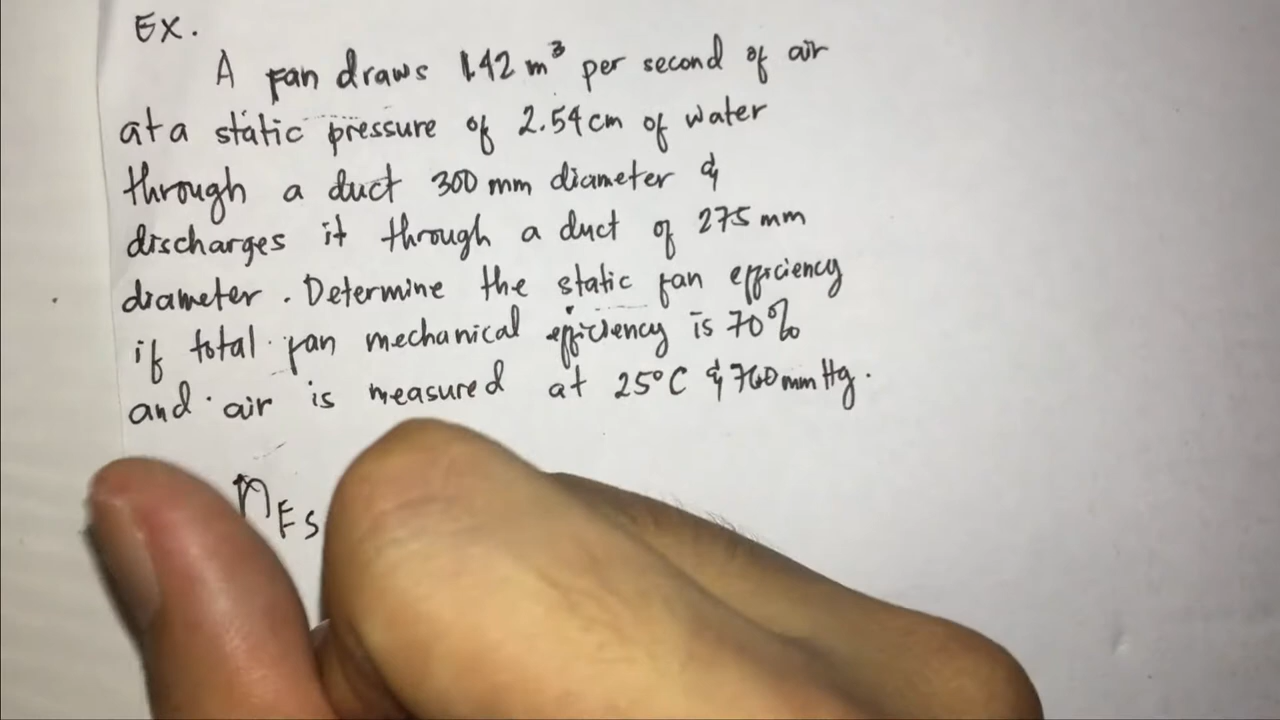 EX.
A fan draws 1.42 m³ per second of air
at a static pressure of 2.54 cm of water
through a duct 300 mm diameter &
discharges it through a duct of 275 mm
diameter. Determine the static fan efficiency
if total fan mechanical efficiency is 70%
and air is measured at 25°C & 760 mm Hg.
ηFs